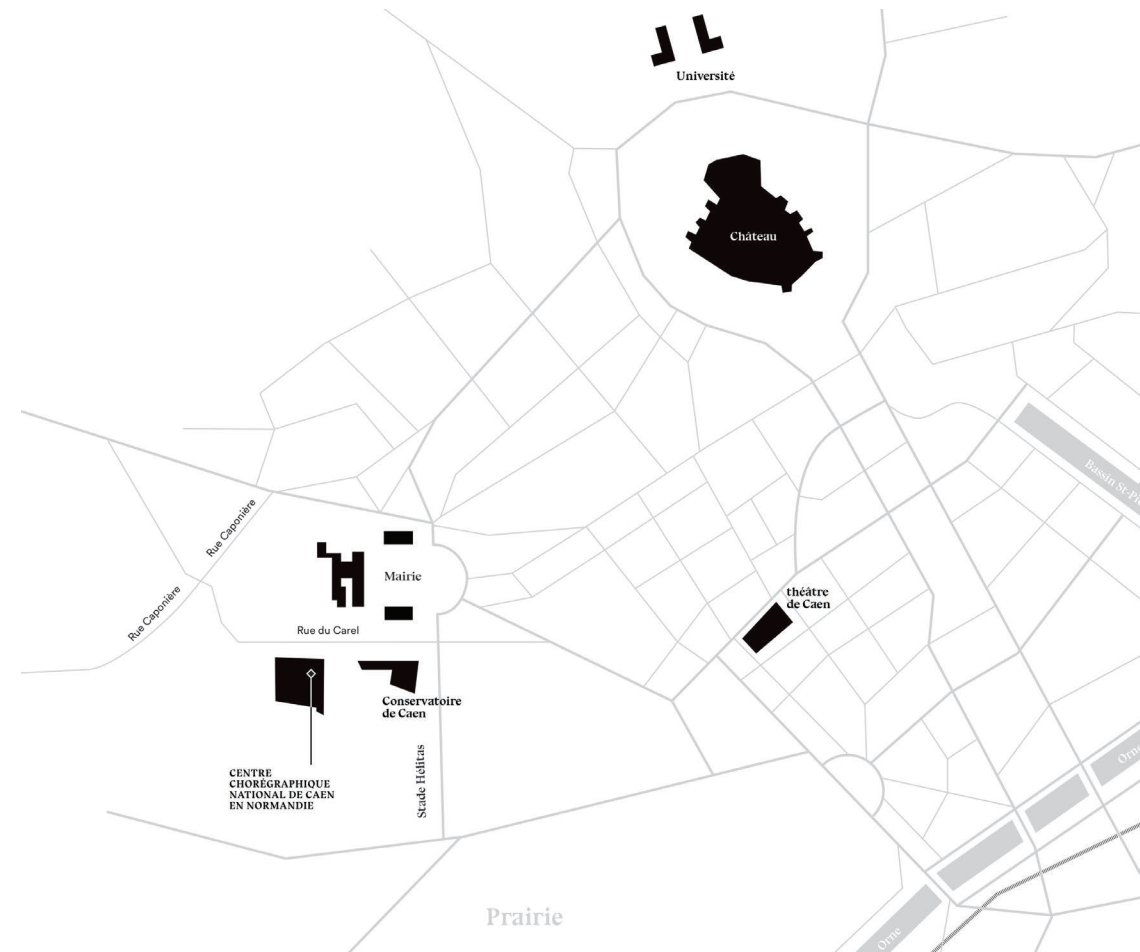 Université
Château
Bassin St-Pi
Rue Caponière
Rue Caponière
Mairie
théâtre
de Caen
Rue du Carel
Conservatoire
de Caen
Stade Hélitas
CENTRE
CHORÉGRAPHIQUE
NATIONAL DE CAEN
EN NORMANDIE
Orne
Prairie
Orne